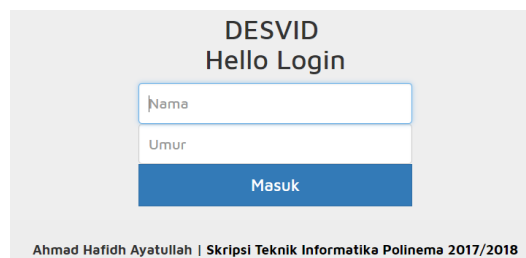 DESVID
Hello Login
Nama
Umur
Masuk
Ahmad Hafidh Ayatullah | Skripsi Teknik Informatika Polinema 2017/2018